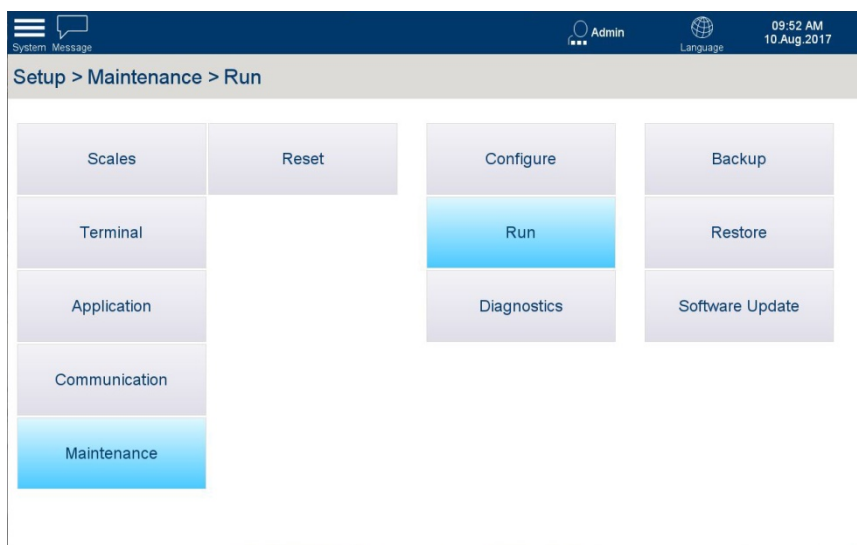 System Message
Admin
Language
09:52 AM
10.Aug.2017
Setup > Maintenance > Run
Scales
Reset
Configure
Backup
Terminal
Run
Restore
Application
Diagnostics
Software Update
Communication
Maintenance